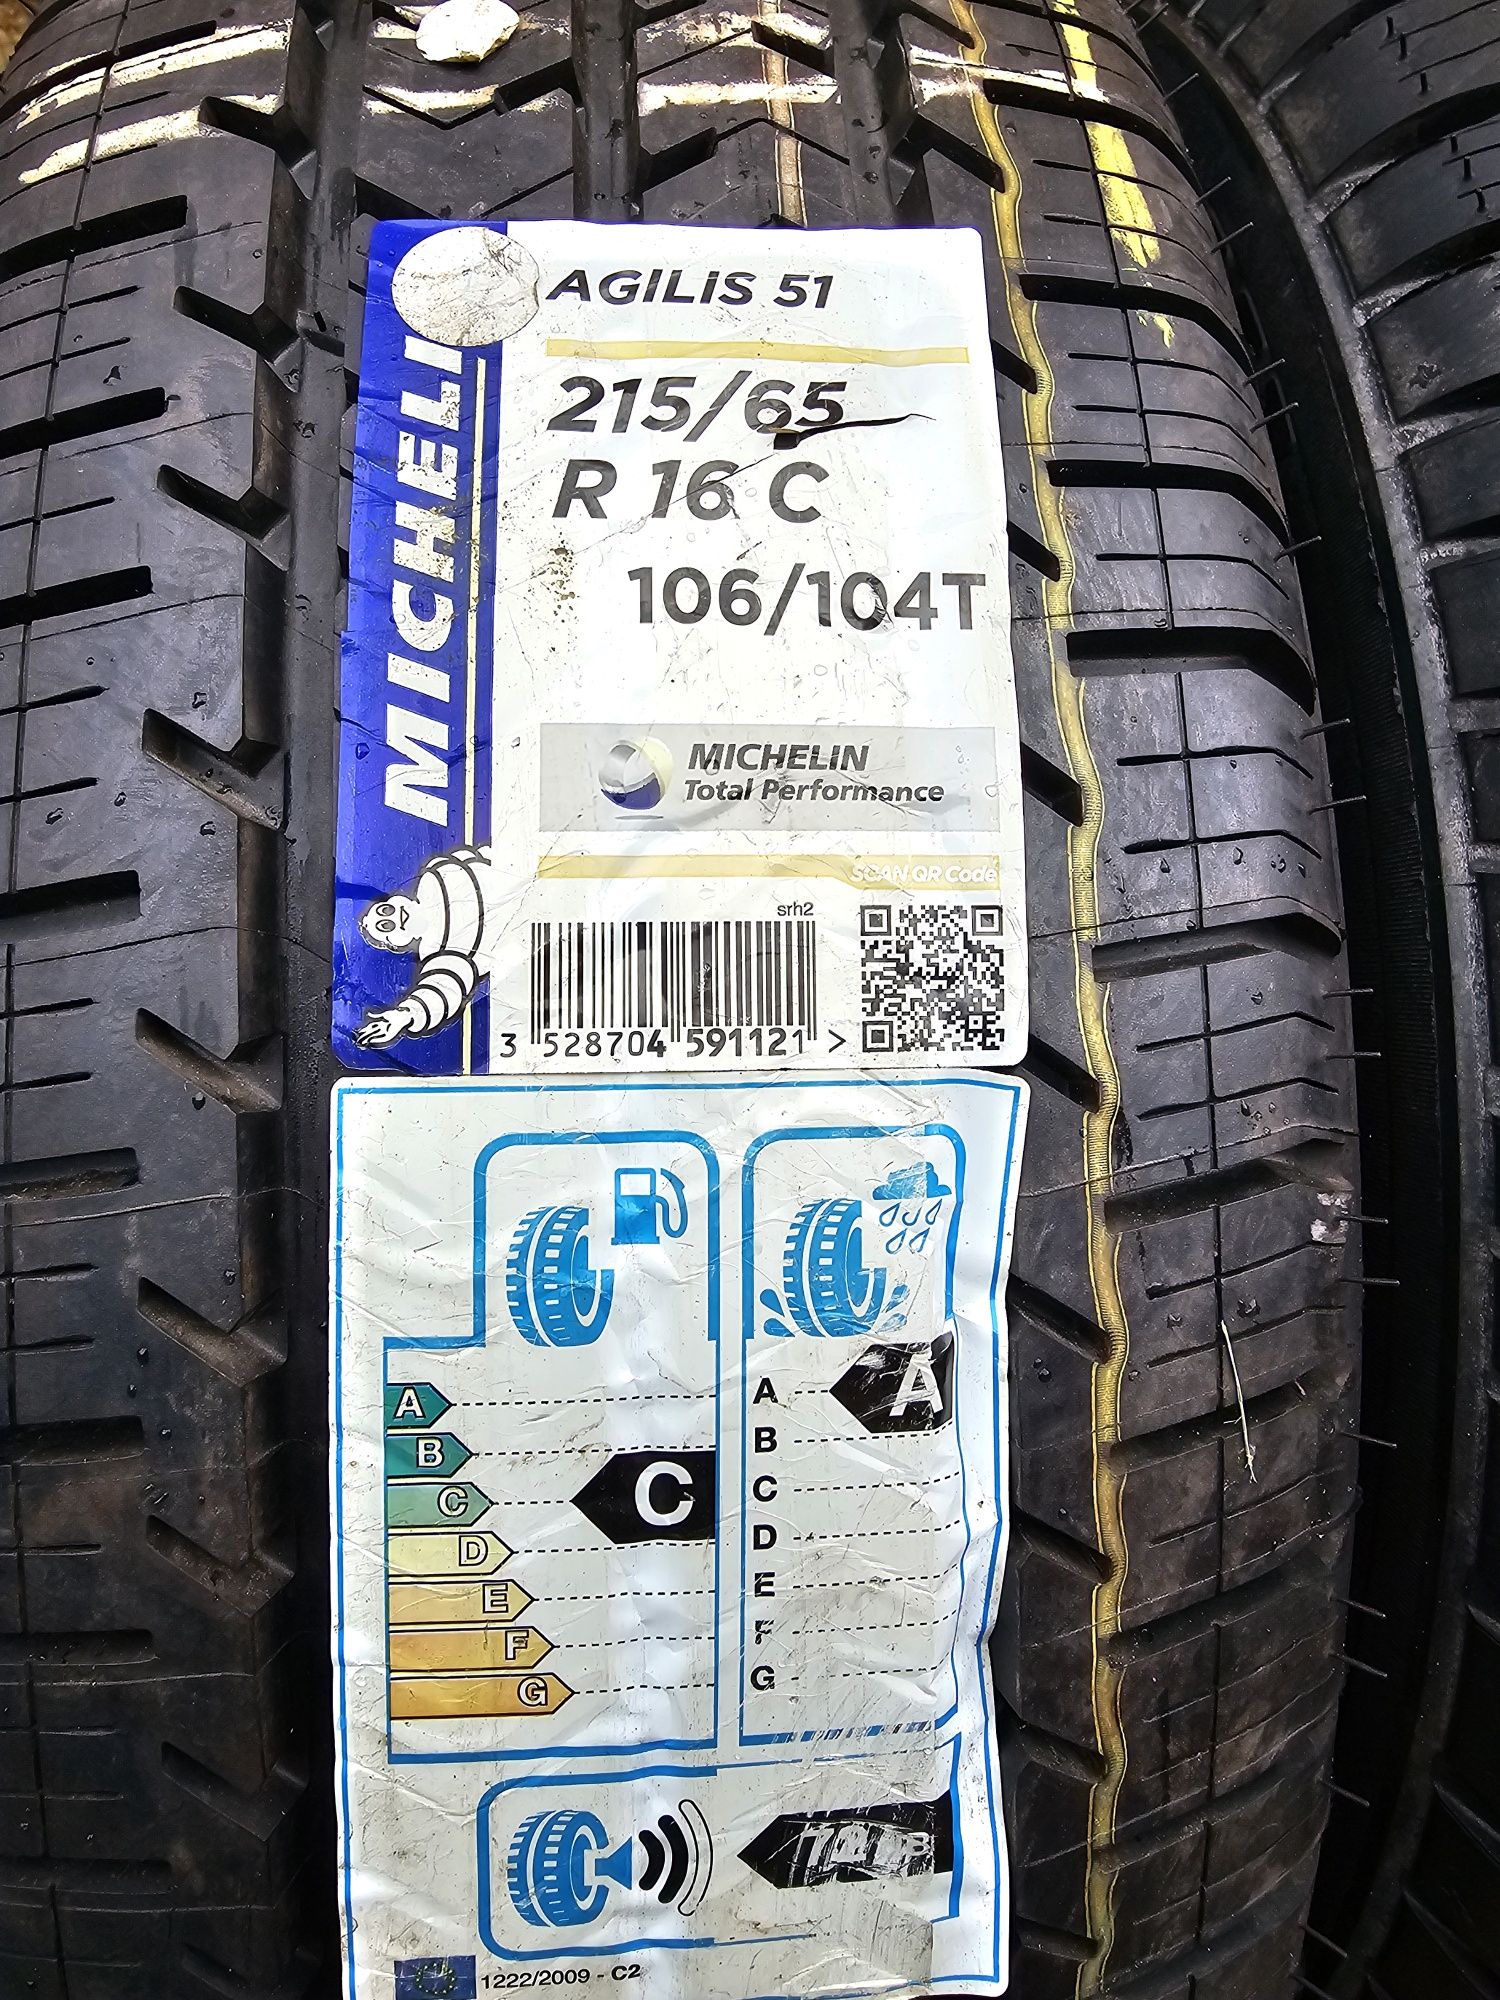 MICHELI
AGILIS 51
215/65
R 16 C
106/104T
MICHELIN
Total Performance
SCAN QR Code
srh2
3 528704 591121 >
A
B
C
D
E
F
G
C
A
B
C
D
E
F
G
A
1222/2009 - C2